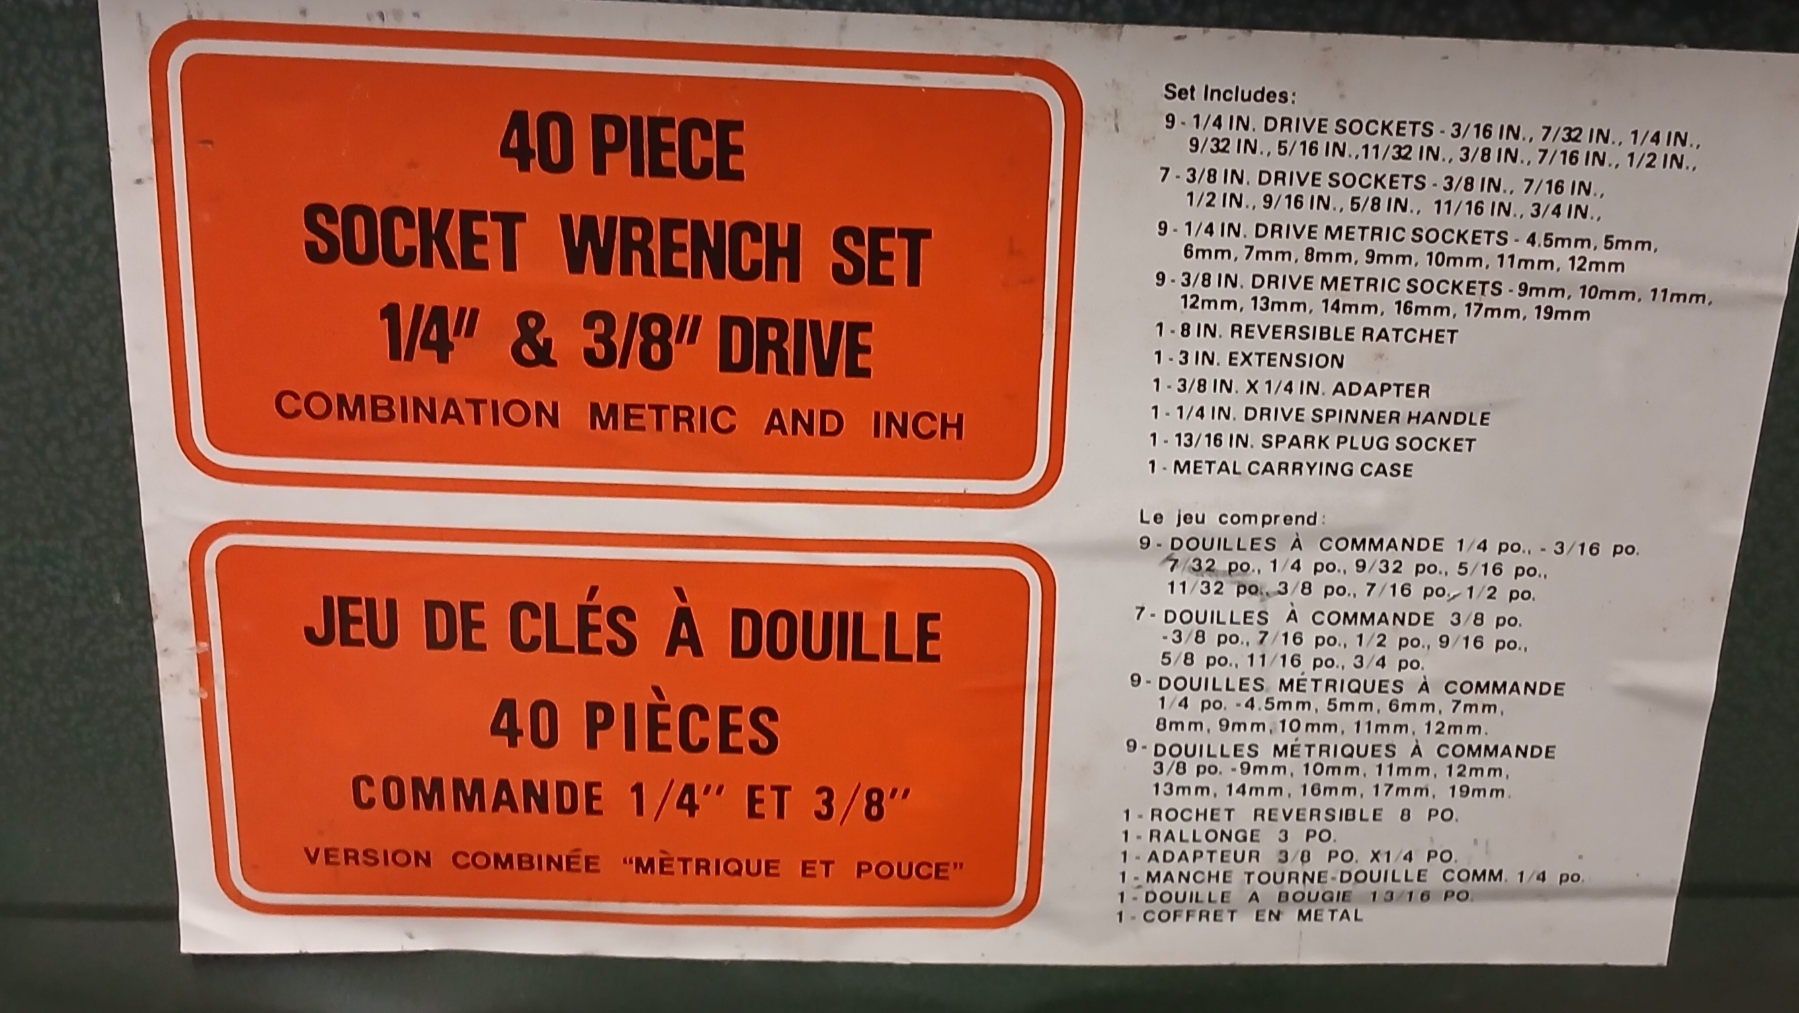 40 PIECE
SOCKET WRENCH SET
1/4" & 3/8" DRIVE
COMBINATION METRIC AND INCH
Set Includes:
9 - 1/4 IN. DRIVE SOCKETS - 3/16 IN., 7/32 IN., 1/4 IN.,
9/32 IN., 5/16 IN.,11/32 IN., 3/8 IN., 7/16 IN., 1/2 IN.,
7 - 3/8 IN. DRIVE SOCKETS - 3/8 IN., 7/16 IN.,
1/2 IN., 9/16 IN., 5/8 IN., 11/16 IN., 3/4 IN.,
9 - 1/4 IN. DRIVE METRIC SOCKETS - 4.5mm, 5mm,
6mm, 7mm, 8mm, 9mm, 10mm, 11mm, 12mm
9 - 3/8 IN. DRIVE METRIC SOCKETS - 9mm, 10mm, 11mm,
12mm, 13mm, 14mm, 16mm, 17mm, 19mm
1 - 8 IN. REVERSIBLE RATCHET
1 - 3 IN. EXTENSION
1 - 3/8 IN. X 1/4 IN. ADAPTER
1 - 1/4 IN. DRIVE SPINNER HANDLE
1 - 13/16 IN. SPARK PLUG SOCKET
1 - METAL CARRYING CASE
JEU DE CLÉS À DOUILLE
40 PIÈCES
COMMANDE 1/4" ET 3/8"
VERSION COMBINÉE "MÈTRIQUE ET POUCE"
Le jeu comprend:
9 - DOUILLES À COMMANDE 1/4 po., - 3/16 po.
7/32 po., 1/4 po., 9/32 po., 5/16 po.,
11/32 po., 3/8 po., 7/16 po., 1/2 po.
7 - DOUILLES À COMMANDE 3/8 po.
-3/8 po., 7/16 po., 1/2 po., 9/16 po.,
5/8 po., 11/16 po., 3/4 po.
9 - DOUILLES MÉTRIQUES À COMMANDE
1/4 po. -4.5mm, 5mm, 6mm, 7mm,
8mm, 9mm, 10mm, 11mm, 12mm.
9 - DOUILLES MÉTRIQUES À COMMANDE
3/8 po. -9mm, 10mm, 11mm, 12mm,
13mm, 14mm, 16mm, 17mm, 19mm.
1 - ROCHET REVERSIBLE 8 PO.
1 - RALLONGE 3 PO.
1 - ADAPTEUR 3/8 PO. X1/4 PO.
1 - MANCHE TOURNE-DOUILLE COMM. 1/4 po.
1 - DOUILLE A BOUGIE 13/16 PO.
1 - COFFRET EN METAL